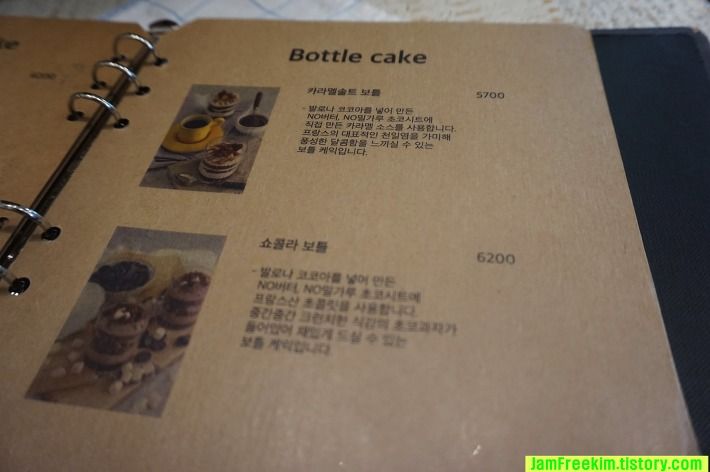 Bottle cake
카라멜솔트 보틀 5700
- 발로나 코코아를 넣어 만든
NO버터, NO밀가루 초코시트에
직접 만든 카라멜 소스를 사용합니다.
프랑스의 대표적인 천일염을 가미해
풍성한 달콤함을 느끼실 수 있는
보틀 케익입니다.
쇼콜라 보틀 6200
- 발로나 코코아를 넣어 만든
NO버터, NO밀가루 초코시트에
프랑스산 초콜릿을 사용합니다.
중간중간 크런치한 식감의 초코과자가
들어있어 재밌게 드실 수 있는
보틀 케익입니다.
JamFreekim.tistory.com